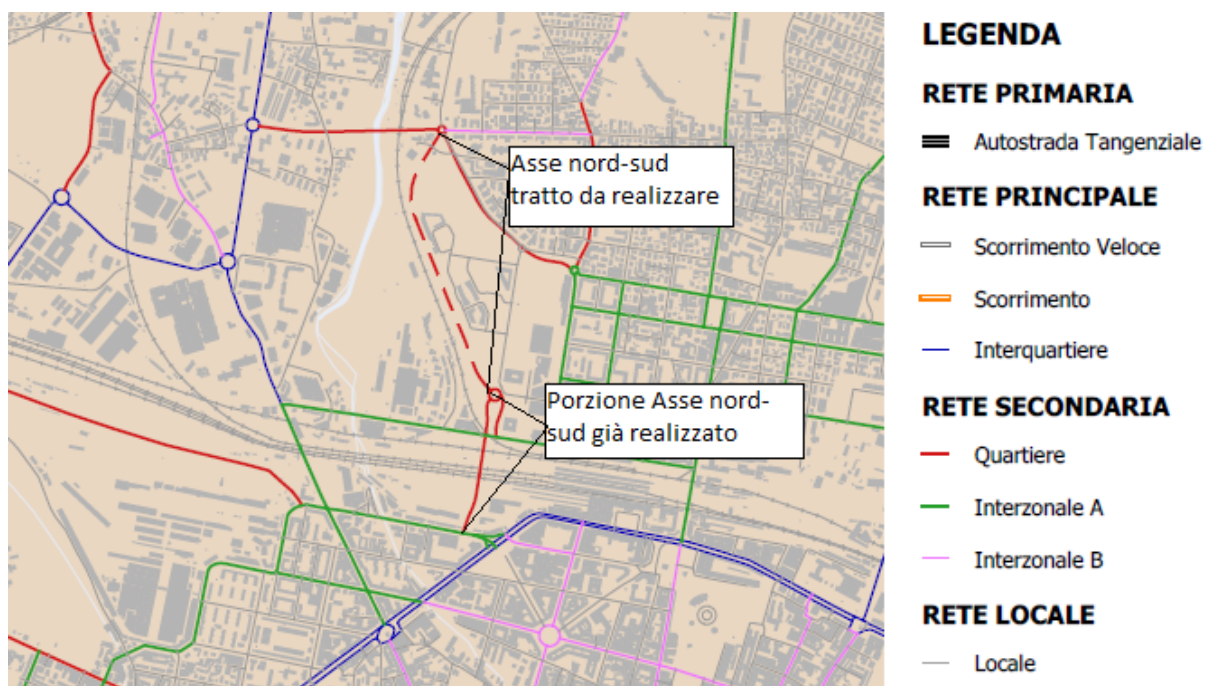 Asse nord-sud
tratto da realizzare
Porzione Asse nord-
sud già realizzato
LEGENDA
RETE PRIMARIA
Autostrada Tangenziale
RETE PRINCIPALE
Scorrimento Veloce
Scorrimento
Interquartiere
RETE SECONDARIA
Quartiere
Interzonale A
Interzonale B
RETE LOCALE
Locale